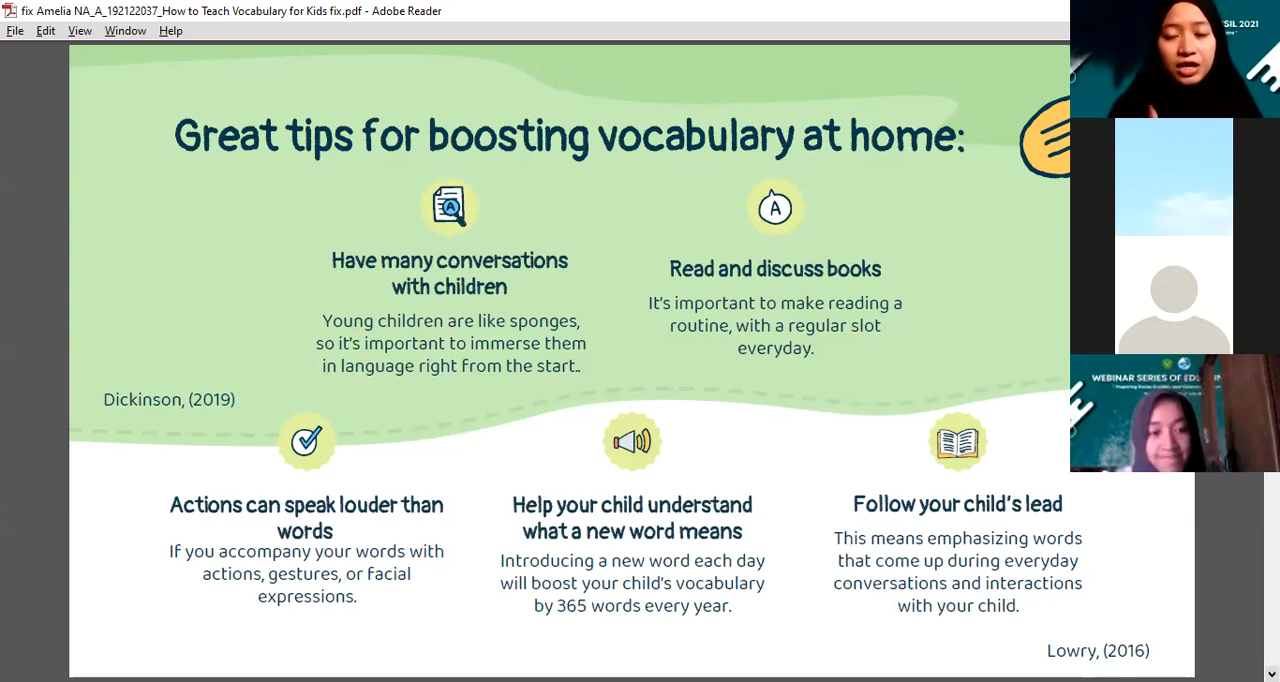 fix Amelia NA_A_192122037_How to Teach Vocabulary for Kids fix.pdf - Adobe Reader
File Edit View Window Help
Great tips for boosting vocabulary at home:
A
A
Have many conversations
with children
Young children are like sponges,
so it's important to immerse them
in language right from the start..
Read and discuss books
It's important to make reading a
routine, with a regular slot
everyday.
Dickinson, (2019)
Actions can speak louder than
words
If you accompany your words with
actions, gestures, or facial
expressions.
Help your child understand
what a new word means
Introducing a new word each day
will boost your child's vocabulary
by 365 words every year.
Follow your child's lead
This means emphasizing words
that come up during everyday
conversations and interactions
with your child.
Lowry, (2016)
2021
WEBINAR SERIES OF